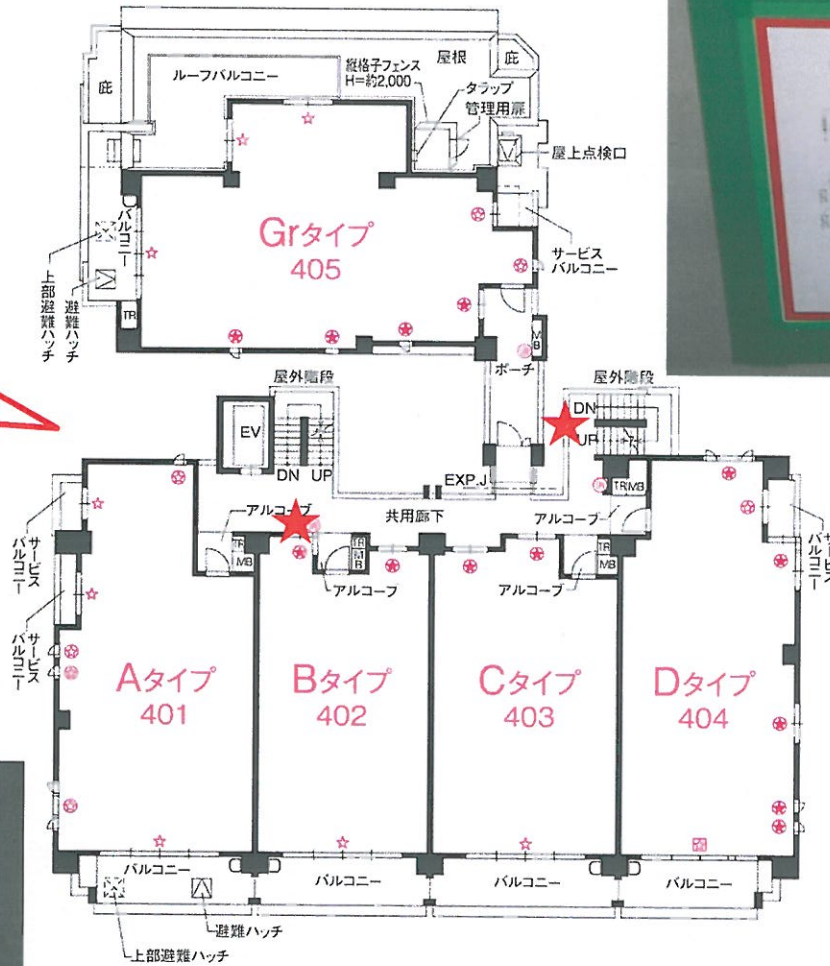 庇
ルーフバルコニー
縦格子フェンス
H=約2,000
屋根
庇
タラップ
管理用扉
屋上点検口
バルコニー
Grタイプ
405
サービス
バルコニー
上部避難ハッチ
避難ハッチ
TR
MB
ポーチ
屋外階段
屋外階段
EV
DN
UP
DN UP
EXP.J
TR MB
アルコーブ
共用廊下
アルコーブ
サービス
バルコニー
TR
MB
TR
MB
アルコーブ
アルコーブ
TR
MB
サービス
バルコニー
サービス
バルコニー
Aタイプ
401
Bタイプ
402
Cタイプ
403
Dタイプ
404
バルコニー
バルコニー
バルコニー
バルコニー
避難ハッチ
上部避難ハッチ